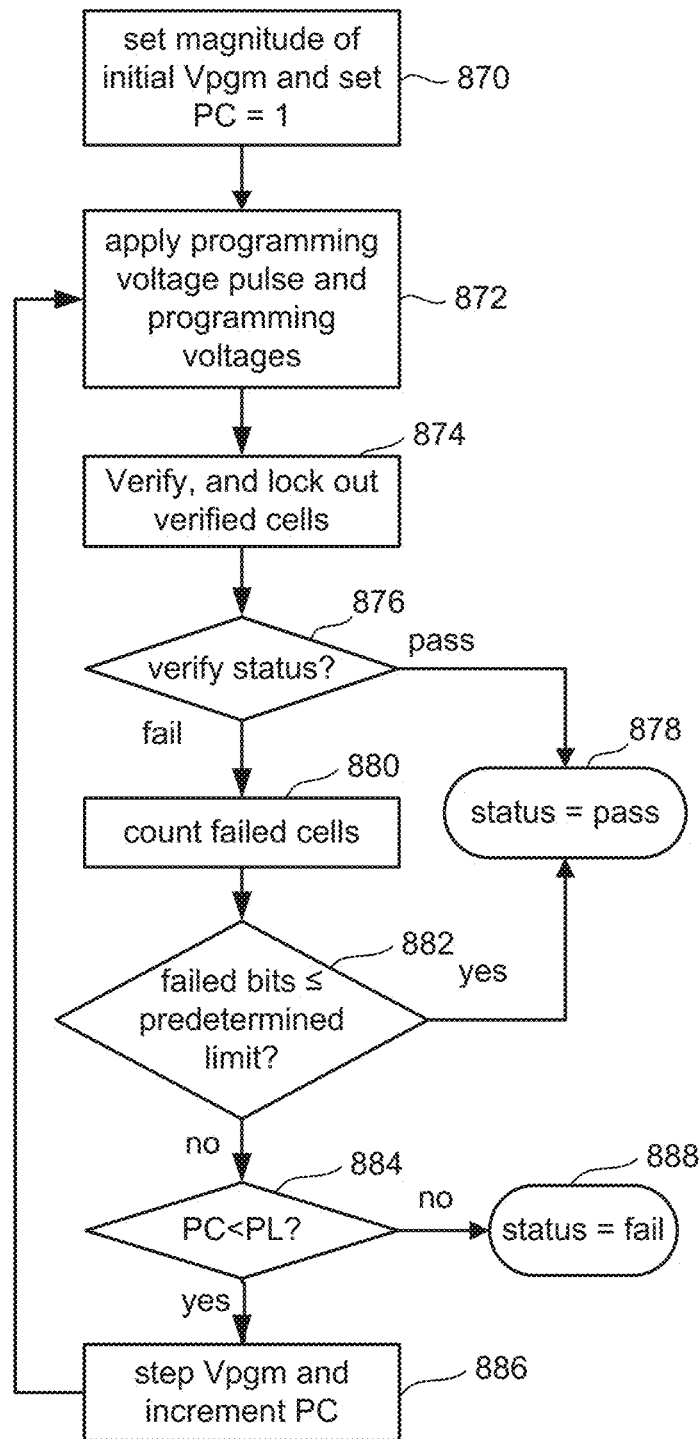 set magnitude of
initial Vpgm and set
PC = 1
870
apply programming
voltage pulse and
programming
voltages
872
874
Verify, and lock out
verified cells
876
verify status?
pass
fail
878
status = pass
880
count failed cells
882
failed bits ≤
predetermined
limit?
yes
no
884
PC<PL?
no
888
status = fail
yes
step Vpgm and
increment PC
886